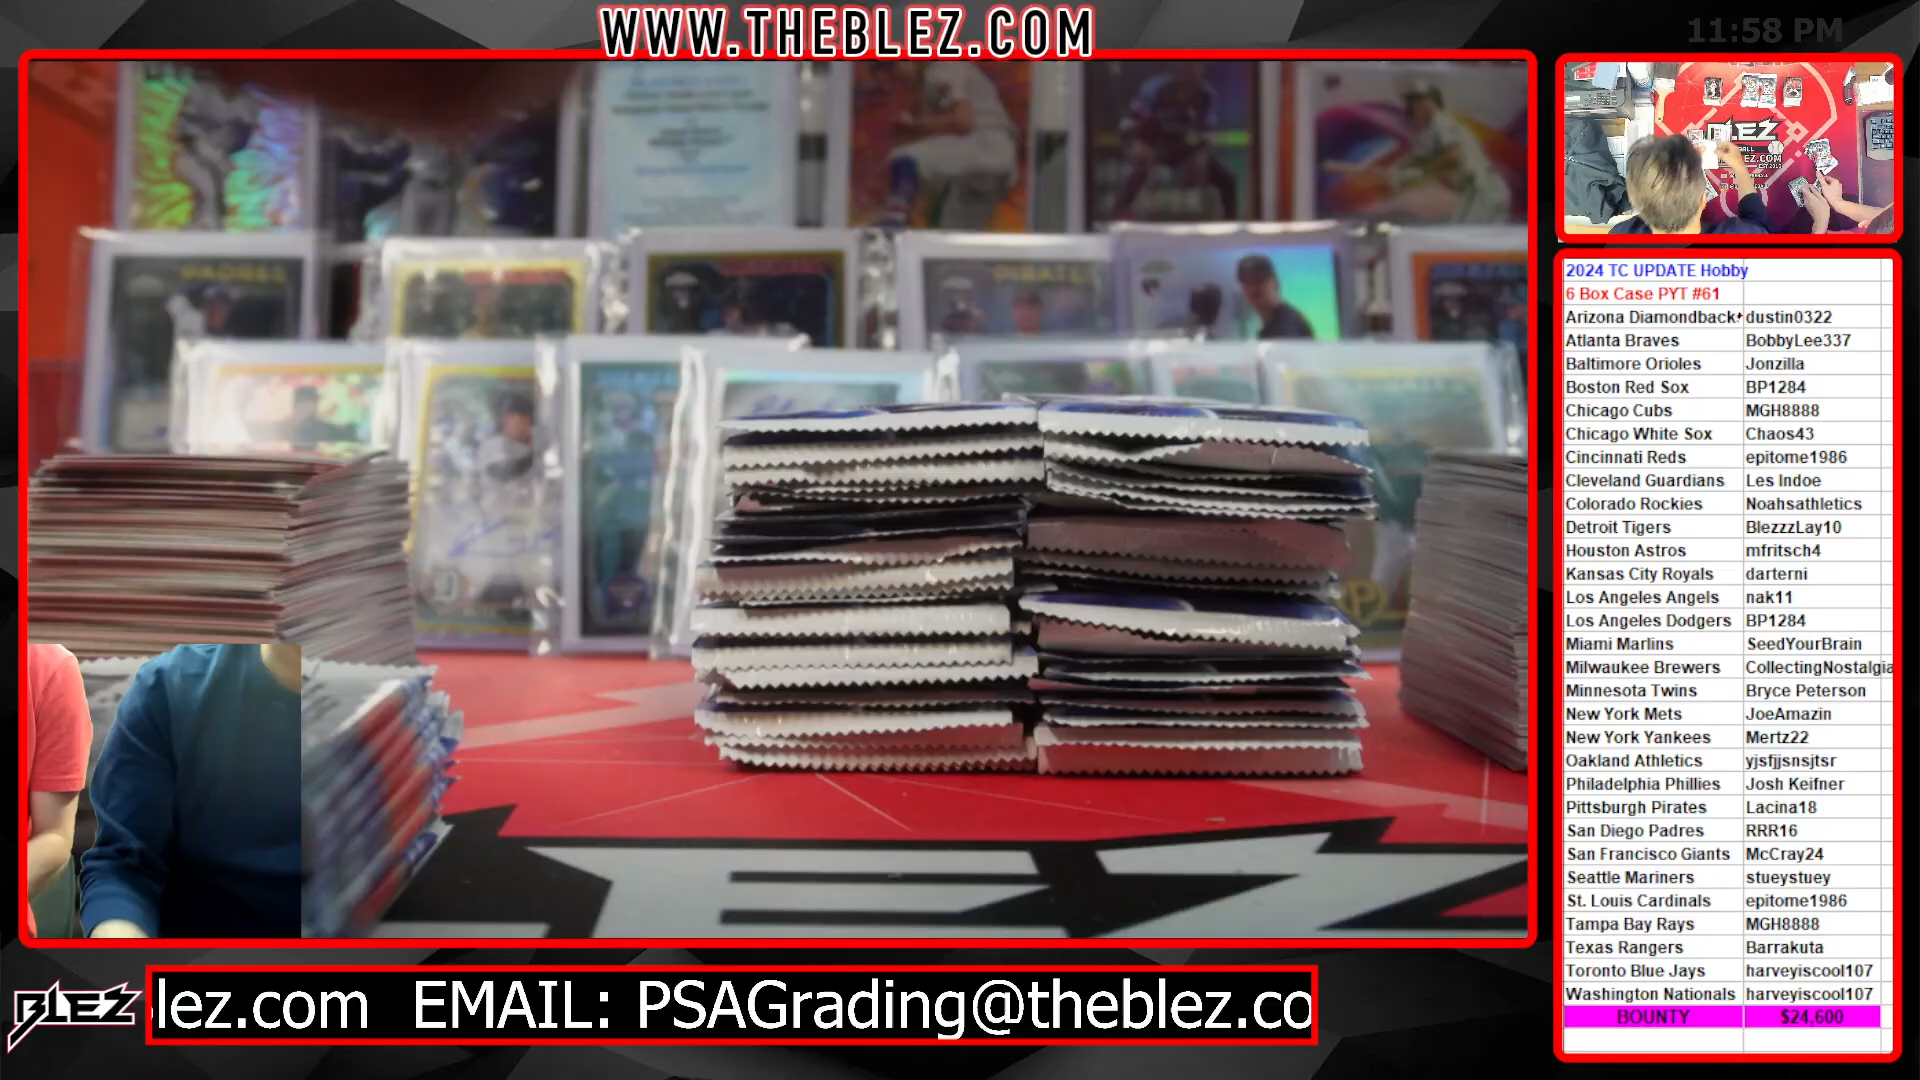 WWW.THEBLEZ.COM
11:58 PM
BLEZ
PADRES
PIRATES
2024 TC UPDATE Hobby
6 Box Case PYT #61
Arizona Diamondback dustin0322
Atlanta Braves BobbyLee337
Baltimore Orioles Jonzilla
Boston Red Sox BP1284
Chicago Cubs MGH8888
Chicago White Sox Chaos43
Cincinnati Reds epitome1986
Cleveland Guardians Les Indoe
Colorado Rockies Noahsathletics
Detroit Tigers BlezzzLay10
Houston Astros mfritsch4
Kansas City Royals darterni
Los Angeles Angels nak11
Los Angeles Dodgers BP1284
Miami Marlins SeedYourBrain
Milwaukee Brewers CollectingNostalgia
Minnesota Twins Bryce Peterson
New York Mets JoeAmazin
New York Yankees Mertz22
Oakland Athletics yjsfjjsnsjtsr
Philadelphia Phillies Josh Keifner
Pittsburgh Pirates Lacina18
San Diego Padres RRR16
San Francisco Giants McCray24
Seattle Mariners stueystuey
St. Louis Cardinals epitome1986
Tampa Bay Rays MGH8888
Texas Rangers Barrakuta
Toronto Blue Jays harveyiscool107
Washington Nationals harveyiscool107
BOUNTY $24,600
BLEZ
lez.com EMAIL: PSAGrading@theblez.co